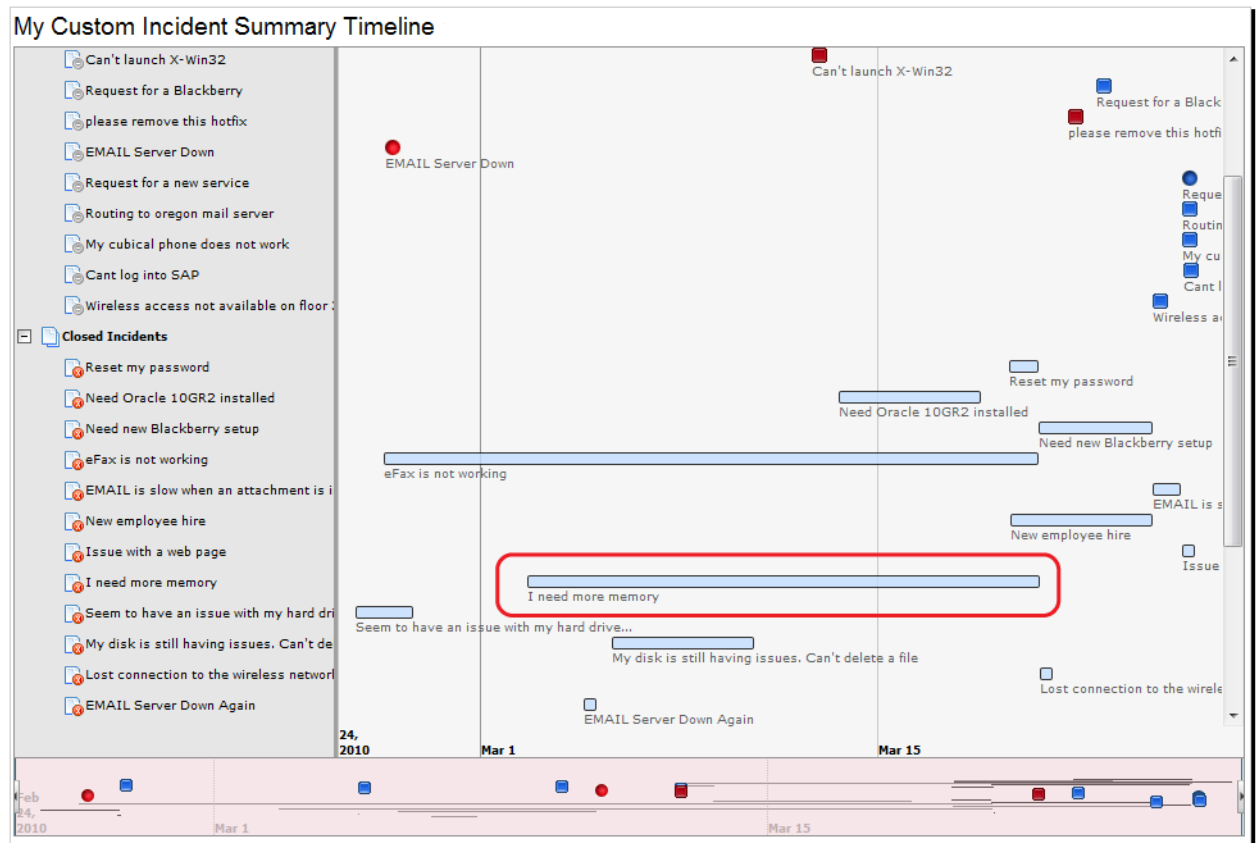 My Custom Incident Summary Timeline
Can't launch X-Win32
Request for a Blackberry
please remove this hotfix
EMAIL Server Down
Request for a new service
Routing to oregon mail server
My cubical phone does not work
Cant log into SAP
Wireless access not available on floor
Closed Incidents
Reset my password
Need Oracle 10GR2 installed
Need new Blackberry setup
eFax is not working
EMAIL is slow when an attachment is i
New employee hire
Issue with a web page
I need more memory
Seem to have an issue with my hard dri
My disk is still having issues. Can't de
Lost connection to the wireless network
EMAIL Server Down Again
Can't launch X-Win32
Request for a Black
please remove this hotfi
EMAIL Server Down
Reque
Routin
My cu
Cant l
Wireless a
Reset my password
Need Oracle 10GR2 installed
Need new Blackberry setup
eFax is not working
EMAIL is s
New employee hire
Issue
I need more memory
Seem to have an issue with my hard drive...
My disk is still having issues. Can't delete a file
Lost connection to the wirele
EMAIL Server Down Again
24,
2010 Mar 1 Mar 15
Feb
24,
2010 Mar 1 Mar 15